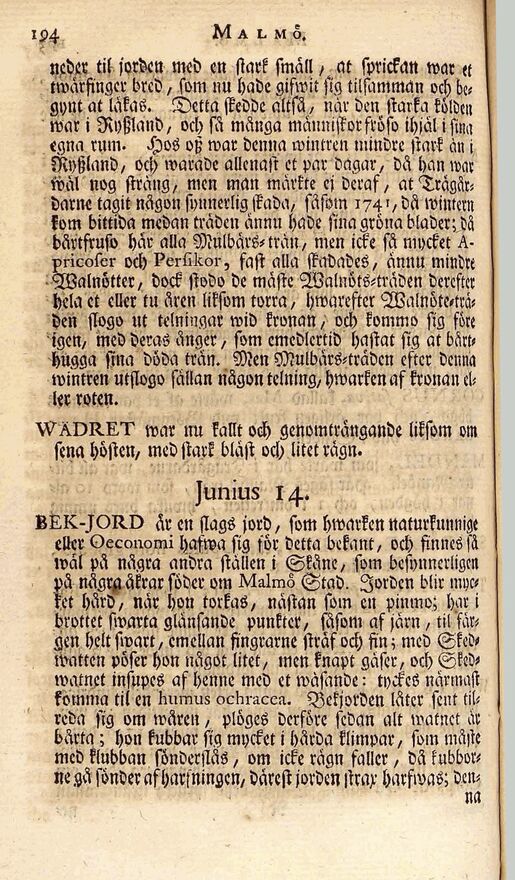 194 MALMÖ.
neder til jorden med en stark smäll, at sprickan war et
twärfinger bred, som nu hade gifwit sig tilsamman och be-
gynt at läkas. Detta skedde altså, när den starka kölden
war i Ryßland, och så många människor fröso ihjäl i sina
egna rum. Hos oß war denna wintren mindre stark än i
Ryßland, och warade allenast et par dagar, då han war
wäl nog sträng, men man märkte ej deraf, at Trägår-
darne tagit någon synnerlig skada, såsom 1741, då wintern
kom bittida medan träden ännu hade sina gröna blader; då
bårtfruso här alla Mulbärs-trän, men icke så mycket A-
pricoser och Persikor, fast alla skadades, ännu mindre
Walnötter, dock stodo de mäste Walnöts-träden derefter
hela et eller tu åren liksom torra, hwarefter Walnöte-trä-
den slogo ut telningar wid kronan, och kommo sig före
igen, med deras ånger, som emedlertid hastat sig at bårt-
hugga sina döda trän. Men Mulbärs-träden efter denna
wintren utslogo sällan någon telning, hwarken af kronan el-
ler roten.
WÄDRET war nu kallt och genomträngande liksom om
sena hösten, med stark bläst och litet rägn.
Junius 14.
BEK-JORD är en slags jord, som hwarken naturkunnige
eller Oeconomi hafwa sig för detta bekant, och finnes så
wäl på några andra ställen i Skåne, som besynnerligen
på några åkrar söder om Malmö Stad. Jorden blir myc-
ket hård, när hon torkas, nästan som en pinmo; har i
brottet swarta glänsande punkter, såsom af järn, til fär-
gen helt swart, emellan fingrarne sträf och fin; med Sked-
watten pöser hon något litet, men knapt gäser, och Sked-
watnet insupes af henne med et wäsande: tyckes närmast
komma til en humus ochracea. Bekjorden låter sent til-
reda sig om wåren, plöges derföre sedan alt watnet är
bårta; hon kubbar sig mycket i hårda klimpar, som måste
med klubban sönderslås, om icke rägn faller, då kubbor-
ne gå sönder af harfningen, därest jorden strax harfwas; den-
na